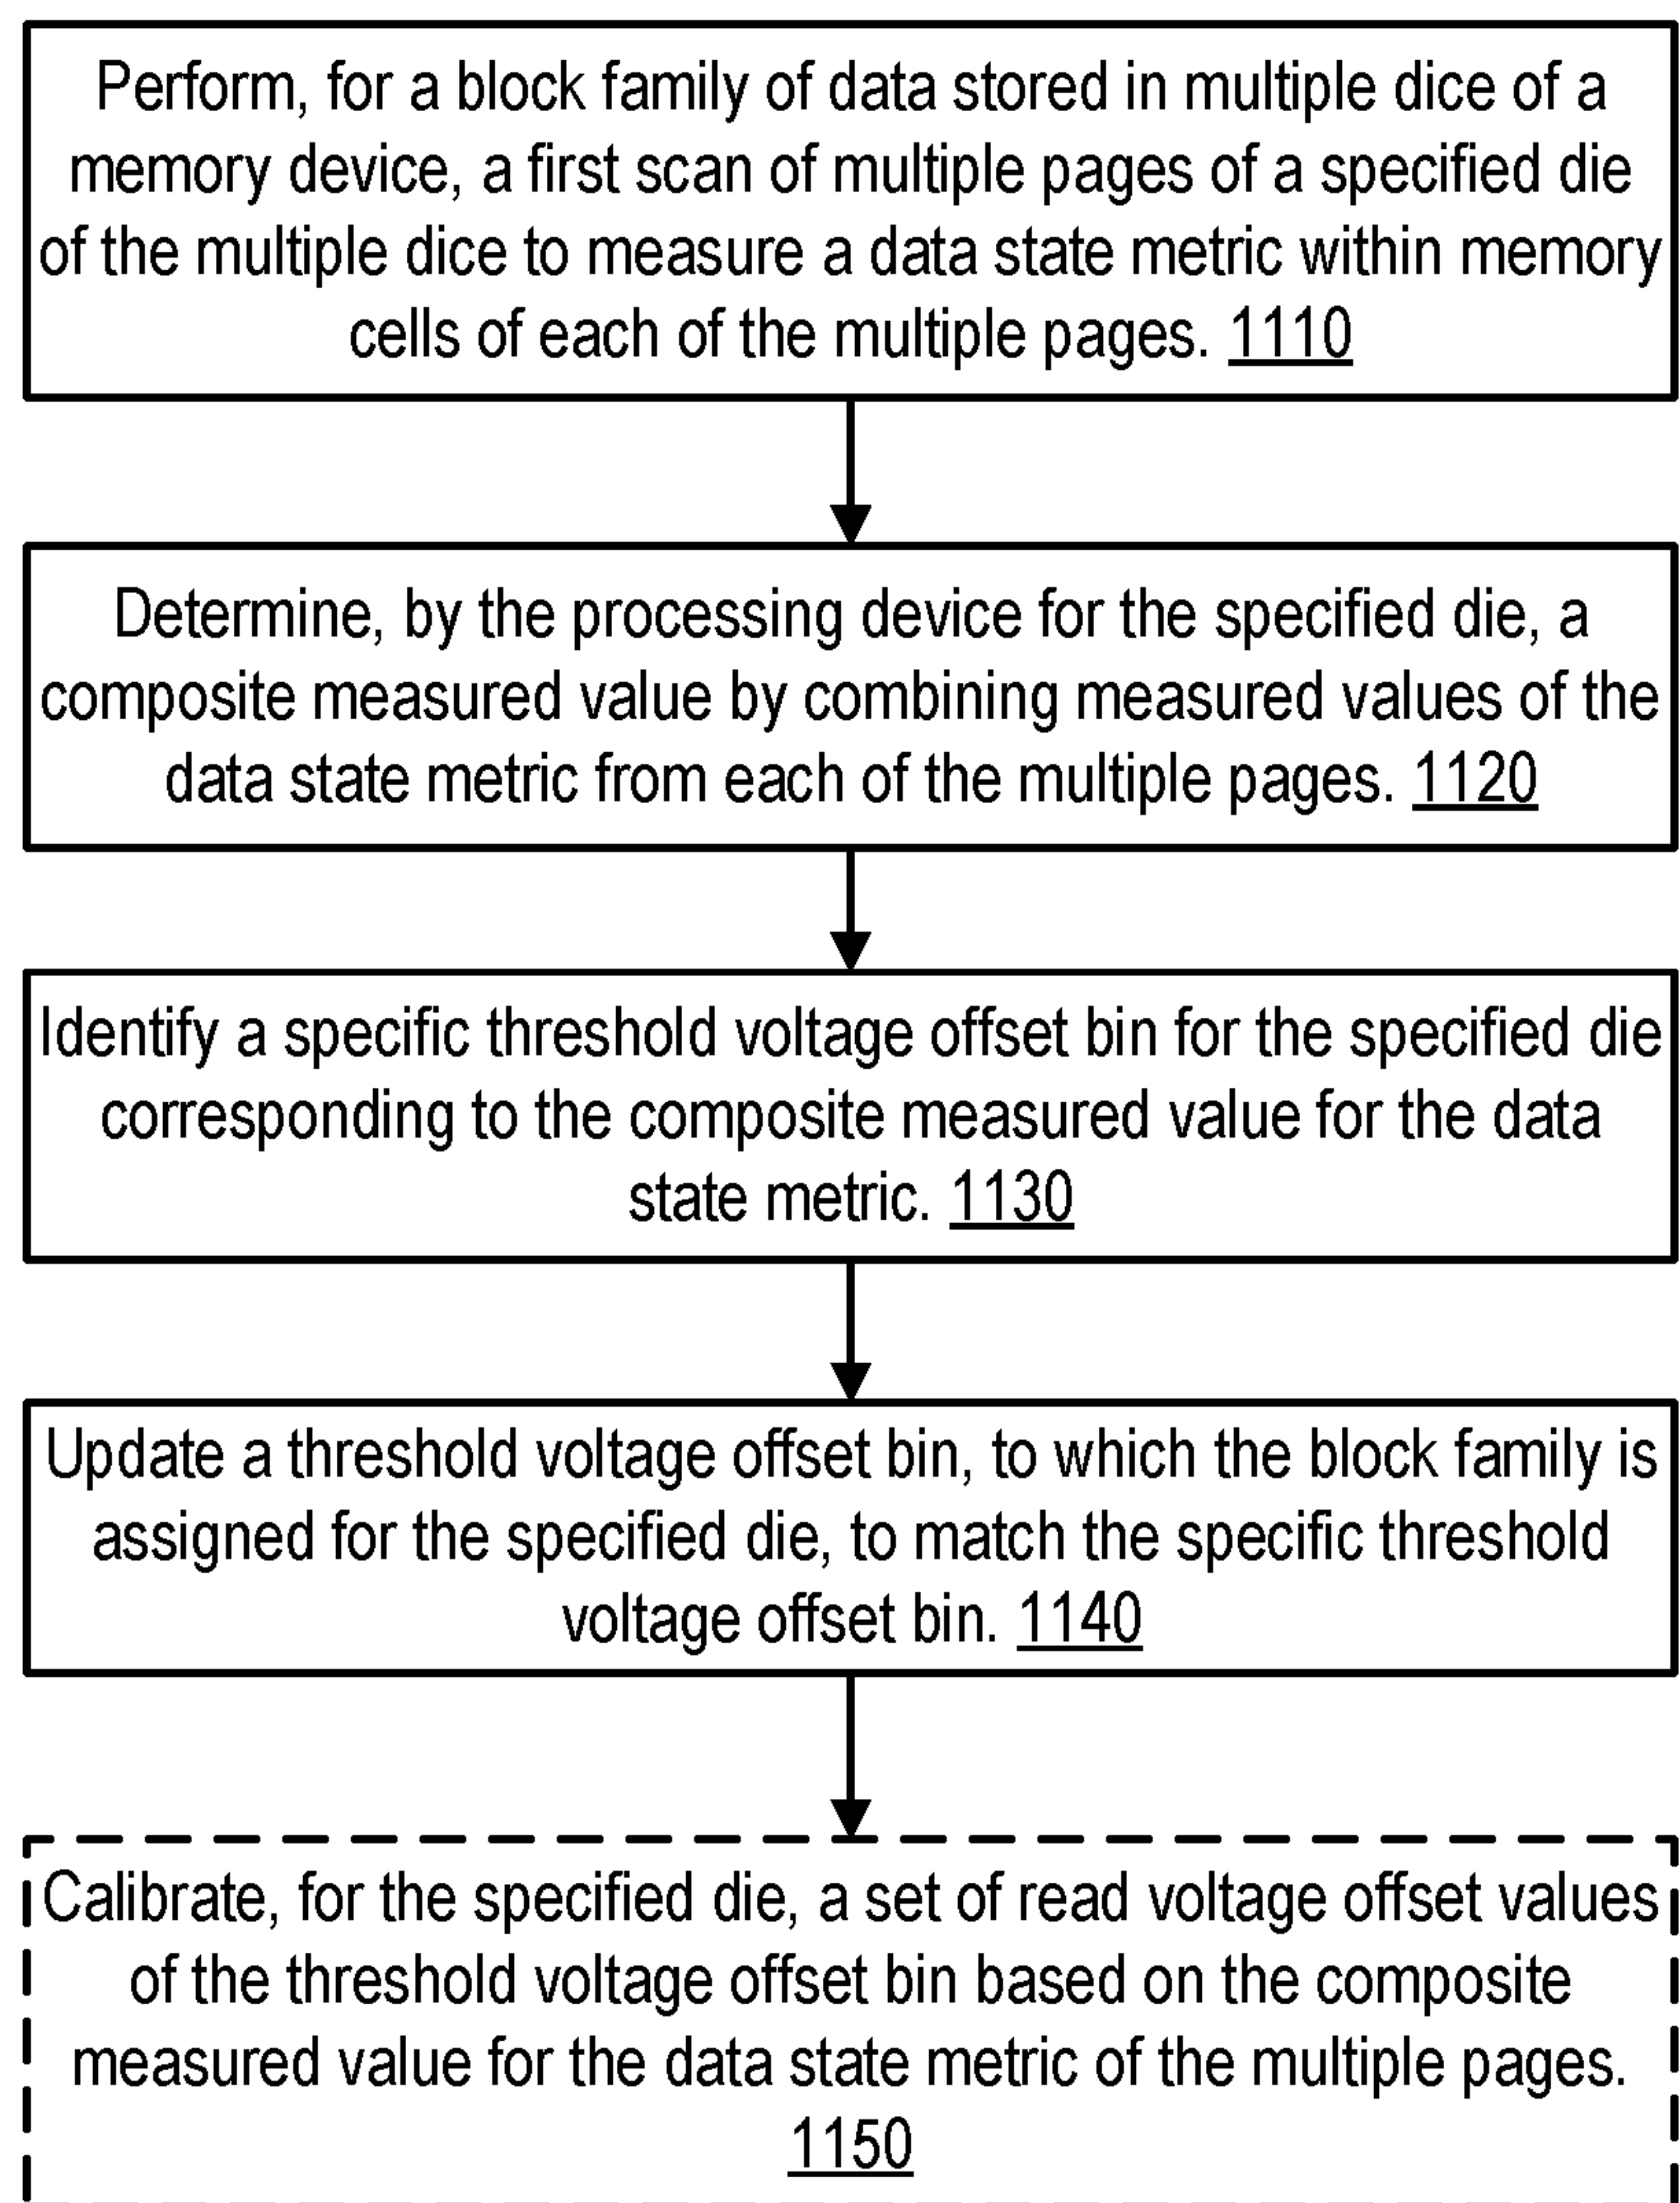 Perform, for a block family of data stored in multiple dice of a
memory device, a first scan of multiple pages of a specified die
of the multiple dice to measure a data state metric within memory
cells of each of the multiple pages. 1110
Determine, by the processing device for the specified die, a
composite measured value by combining measured values of the
data state metric from each of the multiple pages. 1120
Identify a specific threshold voltage offset bin for the specified die
corresponding to the composite measured value for the data
state metric. 1130
Update a threshold voltage offset bin, to which the block family is
assigned for the specified die, to match the specific threshold
voltage offset bin. 1140
Calibrate, for the specified die, a set of read voltage offset values
of the threshold voltage offset bin based on the composite
measured value for the data state metric of the multiple pages.
1150